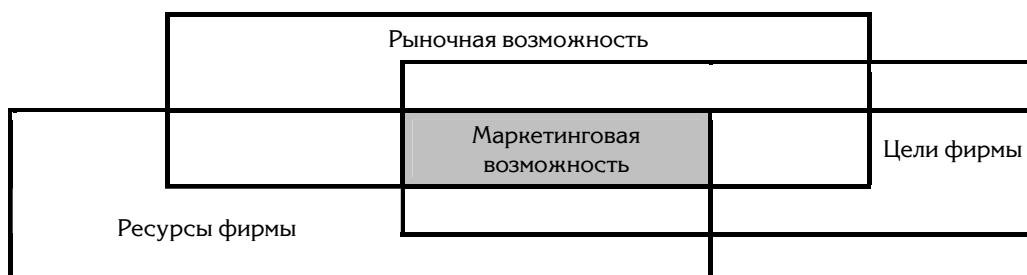 Рыночная возможность
Маркетинговая
возможность
Цели фирмы
Ресурсы фирмы